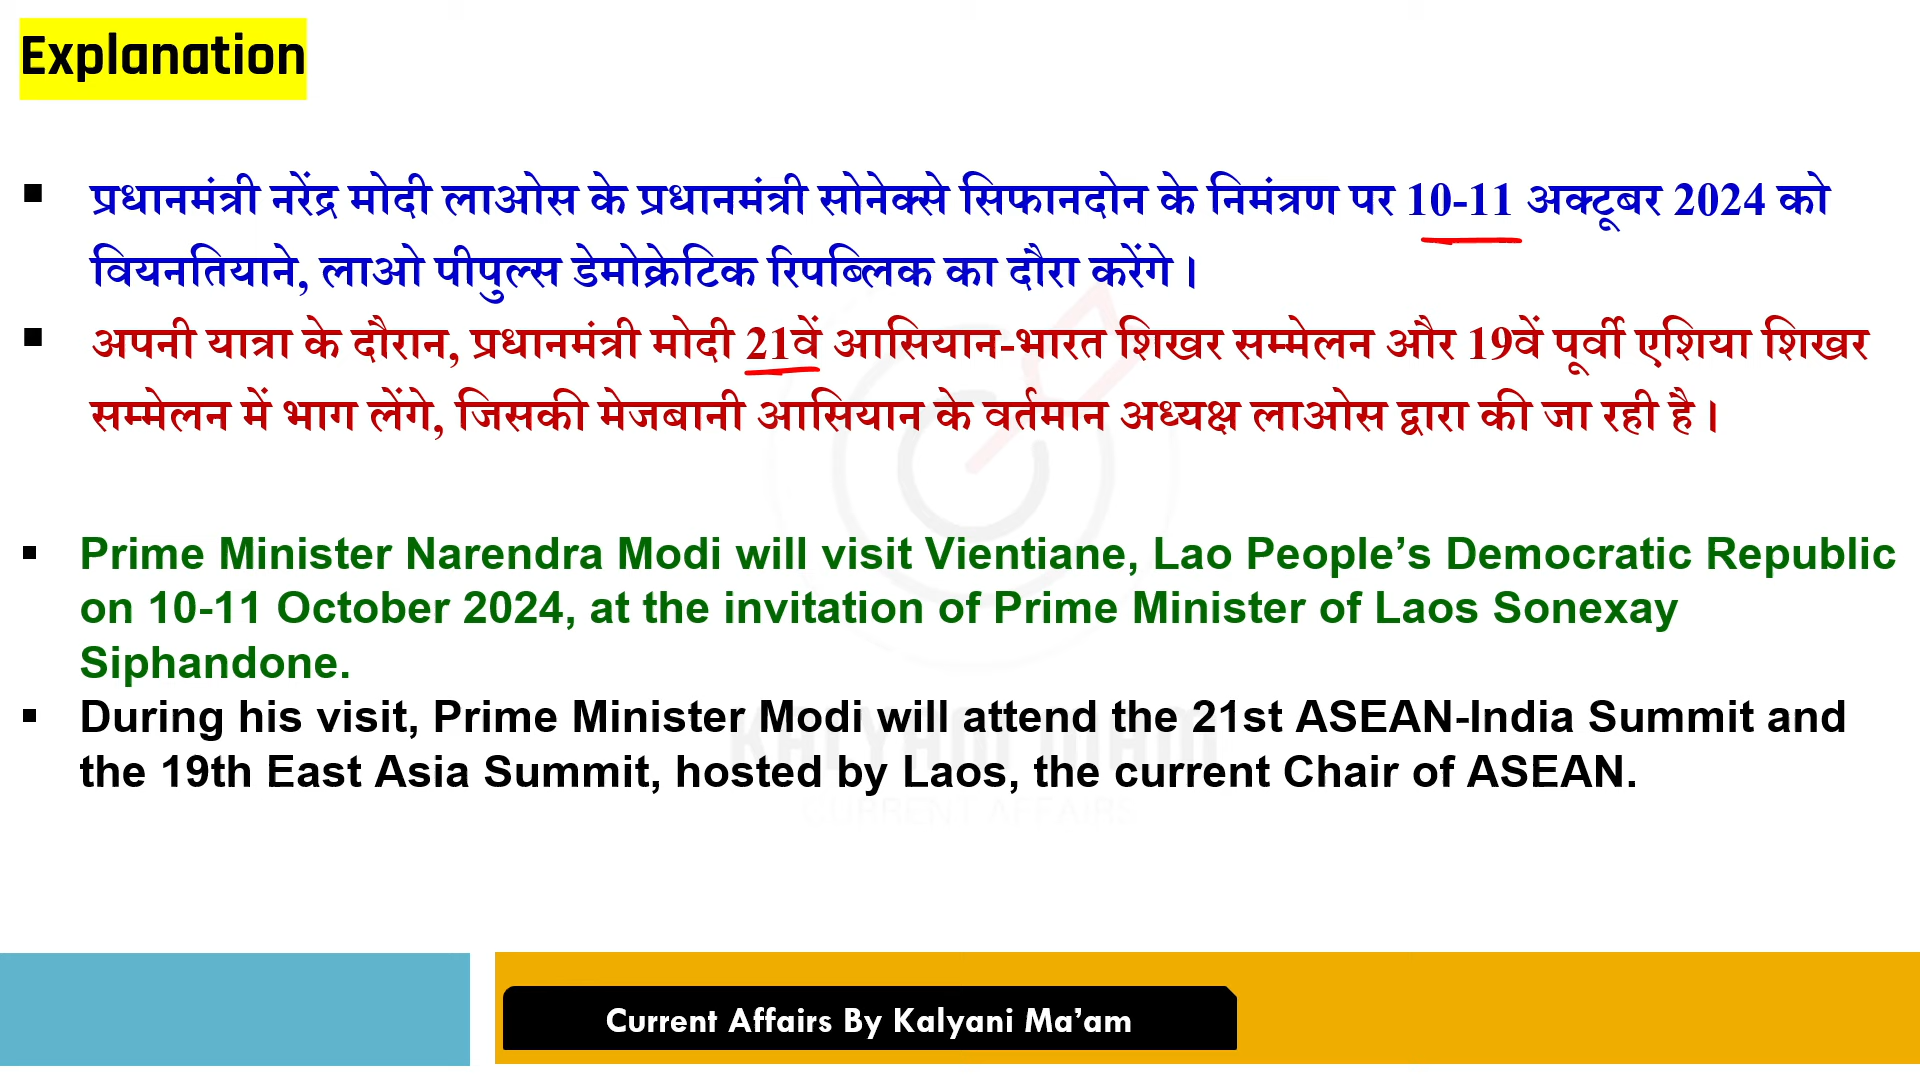 Explanation
प्रधानमंत्री नरेंद्र मोदी लाओस के प्रधानमंत्री सोनेक्से सिफानदोन के निमंत्रण पर 10-11 अक्टूबर 2024 को
वियनतियाने, लाओ पीपुल्स डेमोक्रेटिक रिपब्लिक का दौरा करेंगे।
अपनी यात्रा के दौरान, प्रधानमंत्री मोदी 21वें आसियान-भारत शिखर सम्मेलन और 19वें पूर्वी एशिया शिखर
सम्मेलन में भाग लेंगे, जिसकी मेजबानी आसियान के वर्तमान अध्यक्ष लाओस द्वारा की जा रही है।
Prime Minister Narendra Modi will visit Vientiane, Lao People’s Democratic Republic
on 10-11 October 2024, at the invitation of Prime Minister of Laos Sonexay
Siphandone.
During his visit, Prime Minister Modi will attend the 21st ASEAN-India Summit and
the 19th East Asia Summit, hosted by Laos, the current Chair of ASEAN.
KALYANI MAM
CURRENT AFFAIRS
Current Affairs By Kalyani Ma’am